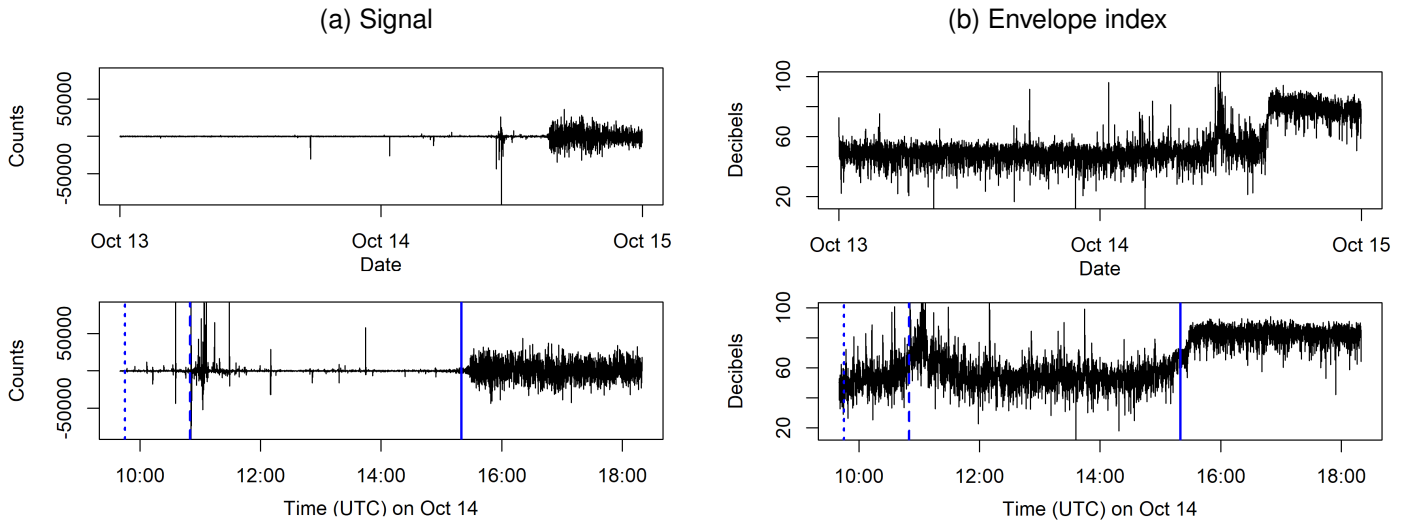 (a) Signal
(b) Envelope index
Counts
50000
-50000
Oct 13
Oct 14
Oct 15
Date
Decibels
100
60
20
Oct 13
Oct 14
Oct 15
Date
Counts
50000
-50000
10:00
12:00
14:00
16:00
18:00
Time (UTC) on Oct 14
Decibels
100
60
20
10:00
12:00
14:00
16:00
18:00
Time (UTC) on Oct 14